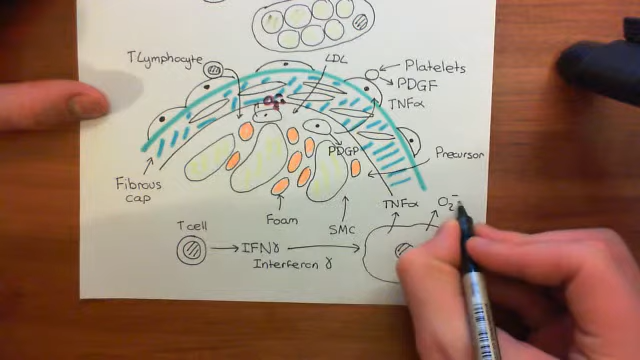 LDL
T Lymphocyte
Platelets
PDGF
TNFα
PDGF
Precursor
Fibrous
cap
Foam
SMC
TNFα
O₂⁻
T cell
IFNγ
Interferon γ